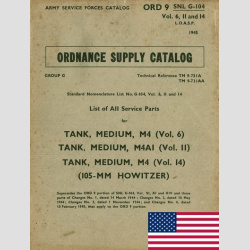 ARMY SERVICE FORCES CATALOG
ORD 9 SNL G-104
Vol. 6, 11 and 14
1945
ORDNANCE SUPPLY CATALOG
GROUP G
Technical Reference TM 9-731A
TM 9-731AA
Standard Nomenclature List No. G-104, Vol. 6, 11 and 14
List of All Service Parts
for
TANK, MEDIUM, M4 (Vol. 6)
TANK, MEDIUM, M4A1 (Vol. 11)
TANK, MEDIUM, M4 (Vol. 14)
(105-MM HOWITZER)